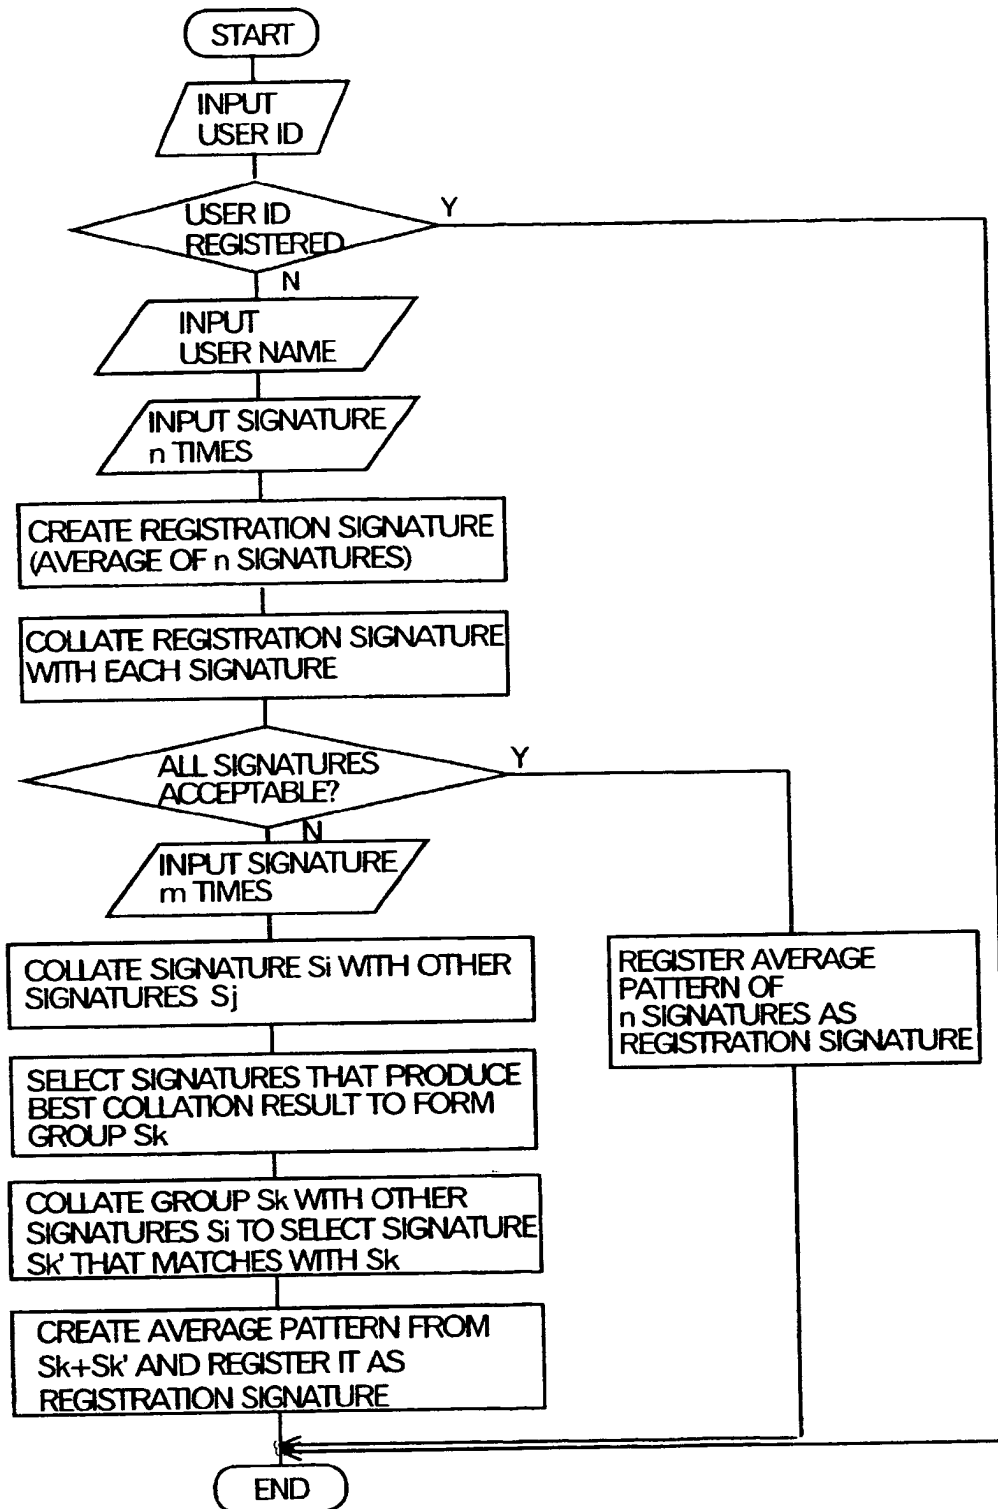 START
INPUT
USER ID
USER ID
REGISTERED
Y
N
INPUT
USER NAME
INPUT SIGNATURE
n TIMES
CREATE REGISTRATION SIGNATURE
(AVERAGE OF n SIGNATURES)
COLLATE REGISTRATION SIGNATURE
WITH EACH SIGNATURE
ALL SIGNATURES
ACCEPTABLE?
Y
N
INPUT SIGNATURE
m TIMES
COLLATE SIGNATURE Si WITH OTHER
SIGNATURES Sj
REGISTER AVERAGE
PATTERN OF
n SIGNATURES AS
REGISTRATION SIGNATURE
SELECT SIGNATURES THAT PRODUCE
BEST COLLATION RESULT TO FORM
GROUP Sk
COLLATE GROUP Sk WITH OTHER
SIGNATURES Si TO SELECT SIGNATURE
Sk' THAT MATCHES WITH Sk
CREATE AVERAGE PATTERN FROM
Sk+Sk' AND REGISTER IT AS
REGISTRATION SIGNATURE
END